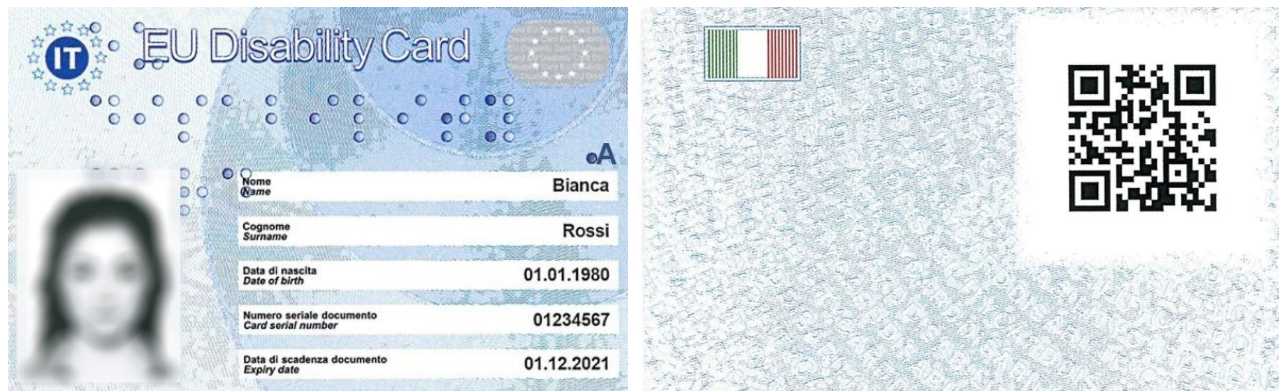 IT
EU Disability Card
A
Nome
Name
Bianca
Cognome
Surname
Rossi
Data di nascita
Date of birth
01.01.1980
Numero seriale documento
Card serial number
01234567
Data di scadenza documento
Expiry date
01.12.2021